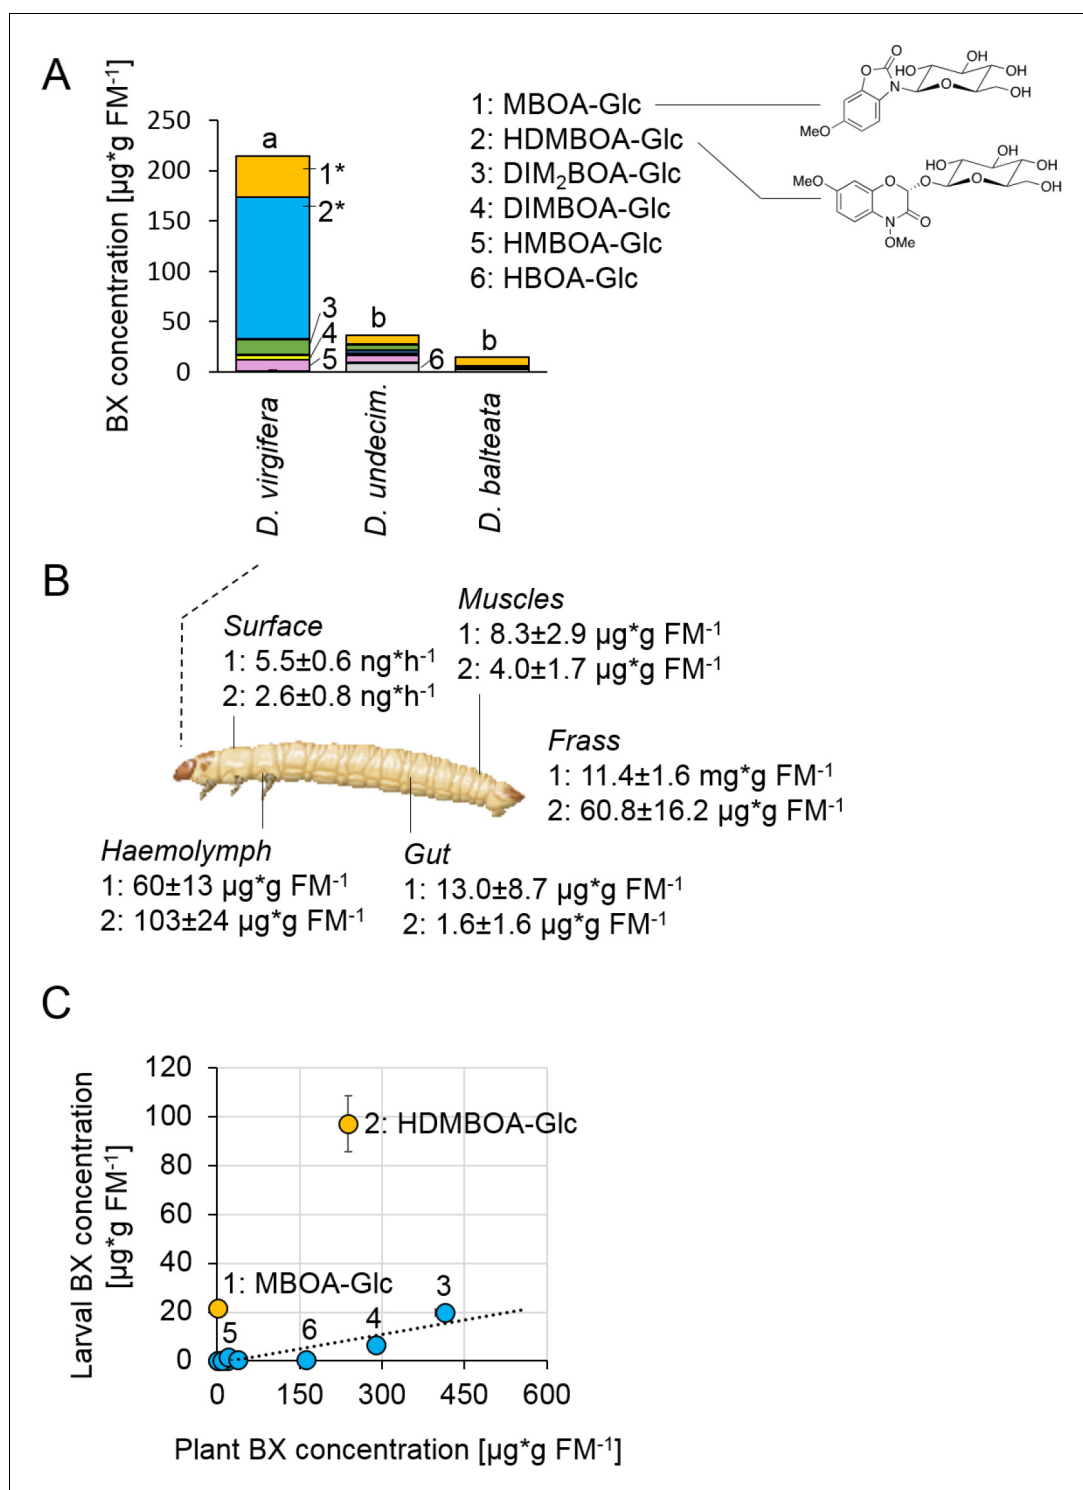 A
BX concentration [µg*g FM-1]
250
200
150
100
50
0
a
b
b
1*
2*
3
4
5
6
D. virgifera
D. undecim.
D. balteata
1: MBOA-Glc
2: HDMBOA-Glc
3: DIM2BOA-Glc
4: DIMBOA-Glc
5: HMBOA-Glc
6: HBOA-Glc
O
O
N
HO
OH
OH
O
OH
MeO
OH
HO
OH
MeO
O
O
O
OH
N
O
OMe
B
Surface
1: 5.5±0.6 ng*h-1
2: 2.6±0.8 ng*h-1
Muscles
1: 8.3±2.9 µg*g FM-1
2: 4.0±1.7 µg*g FM-1
Frass
1: 11.4±1.6 mg*g FM-1
2: 60.8±16.2 µg*g FM-1
Haemolymph
1: 60±13 µg*g FM-1
2: 103±24 µg*g FM-1
Gut
1: 13.0±8.7 µg*g FM-1
2: 1.6±1.6 µg*g FM-1
C
Larval BX concentration
[µg*g FM-1]
120
100
80
60
40
20
0
2: HDMBOA-Glc
1: MBOA-Glc
5
6
4
3
0
150
300
450
600
Plant BX concentration [µg*g FM-1]